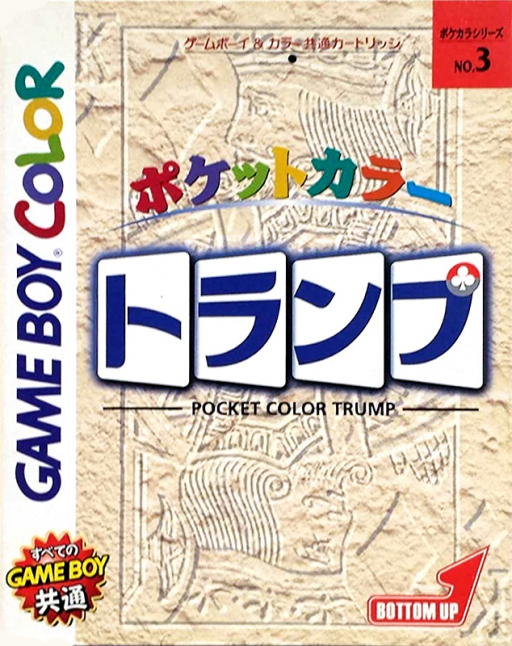 ゲームボーイ & カラー共通カートリッジ
ポケカラシリーズ
NO.3
GAME BOY® COLOR
ポケットカラー
トランプ
POCKET COLOR TRUMP
すべての
GAME BOY
共通
BOTTOM UP